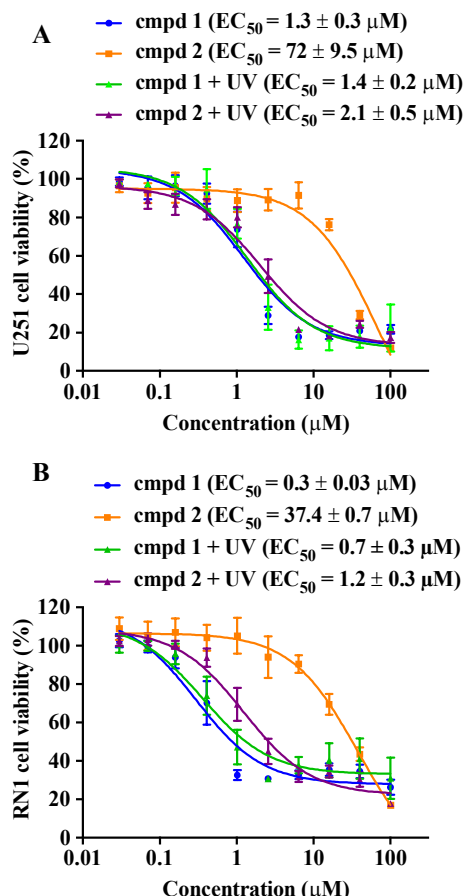 A
cmpd 1 (EC50 = 1.3 ± 0.3 μM)
cmpd 2 (EC50 = 72 ± 9.5 μM)
cmpd 1 + UV (EC50 = 1.4 ± 0.2 μM)
cmpd 2 + UV (EC50 = 2.1 ± 0.5 μM)
U251 cell viability (%)
120
100
80
60
40
20
0
0.01
0.1
1
10
100
Concentration (μM)
B
cmpd 1 (EC50 = 0.3 ± 0.03 μM)
cmpd 2 (EC50 = 37.4 ± 0.7 μM)
cmpd 1 + UV (EC50 = 0.7 ± 0.3 μM)
cmpd 2 + UV (EC50 = 1.2 ± 0.3 μM)
RN1 cell viability (%)
120
100
80
60
40
20
0
0.01
0.1
1
10
100
Concentration (μM)